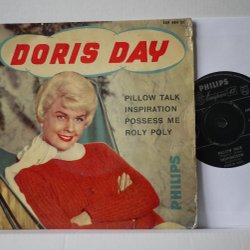 DORIS DAY
PILLOW TALK
INSPIRATION
POSSESS ME
ROLY POLY
PHILIPS
PHILIPS